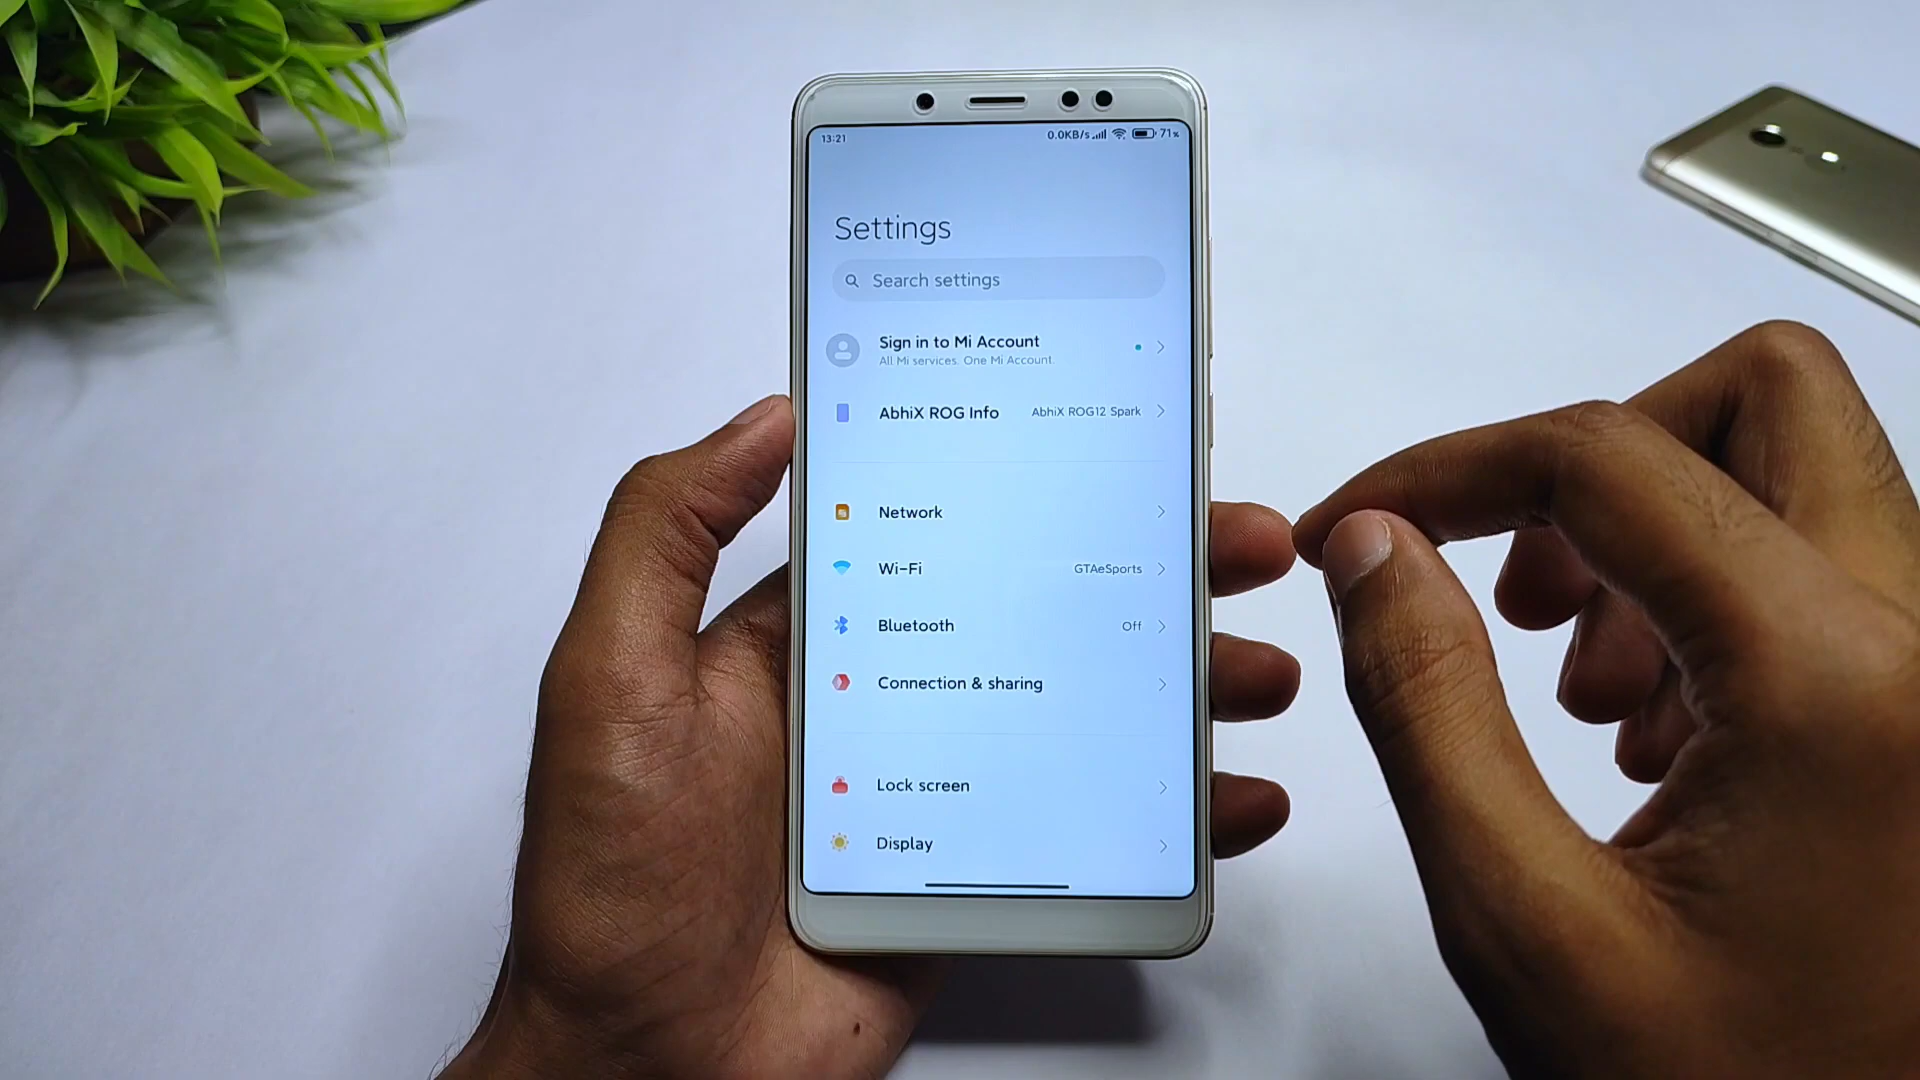 13:21
0.0KB/s 71%
Settings
Search settings
Sign in to Mi Account
All Mi services. One Mi Account.
AbhiX ROG Info AbhiX ROG12 Spark
Network
Wi-Fi GTAeSports
Bluetooth Off
Connection & sharing
Lock screen
Display